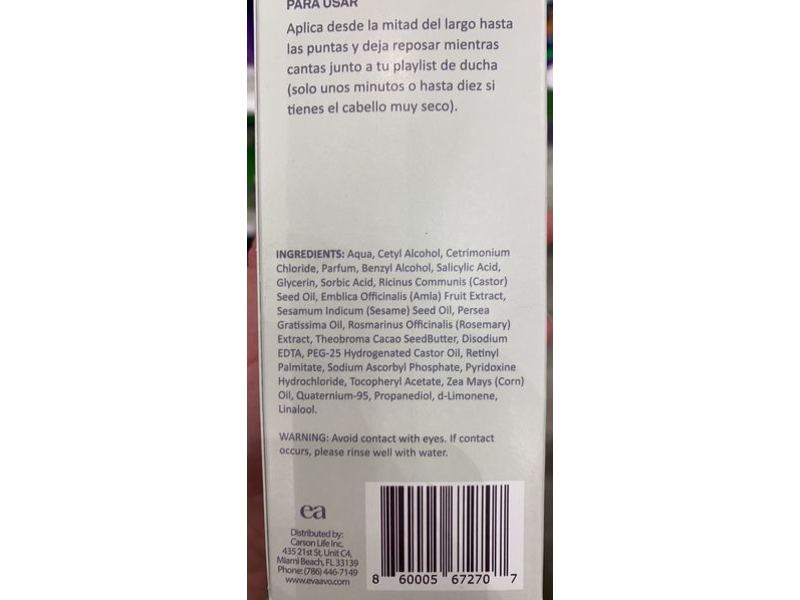 PARA USAR
Aplica desde la mitad del largo hasta
las puntas y deja reposar mientras
cantas junto a tu playlist de ducha
(solo unos minutos o hasta diez si
tienes el cabello muy seco).
INGREDIENTS: Aqua, Cetyl Alcohol, Cetrimonium
Chloride, Parfum, Benzyl Alcohol, Salicylic Acid,
Glycerin, Sorbic Acid, Ricinus Communis (Castor)
Seed Oil, Emblica Officinalis (Amla) Fruit Extract,
Sesamum Indicum (Sesame) Seed Oil, Persea
Gratissima Oil, Rosmarinus Officinalis (Rosemary)
Extract, Theobroma Cacao SeedButter, Disodium
EDTA, PEG-25 Hydrogenated Castor Oil, Retinyl
Palmitate, Sodium Ascorbyl Phosphate, Pyridoxine
Hydrochloride, Tocopheryl Acetate, Zea Mays (Corn)
Oil, Quaternium-95, Propanediol, d-Limonene,
Linalool.
WARNING: Avoid contact with eyes. If contact
occurs, please rinse well with water.
ea
Distributed by:
Carson Life Inc.
435 21st St, Unit C4,
Miami Beach, FL 33139
Phone: (786) 446-7149
www.evaavo.com
8 60005 67270 7